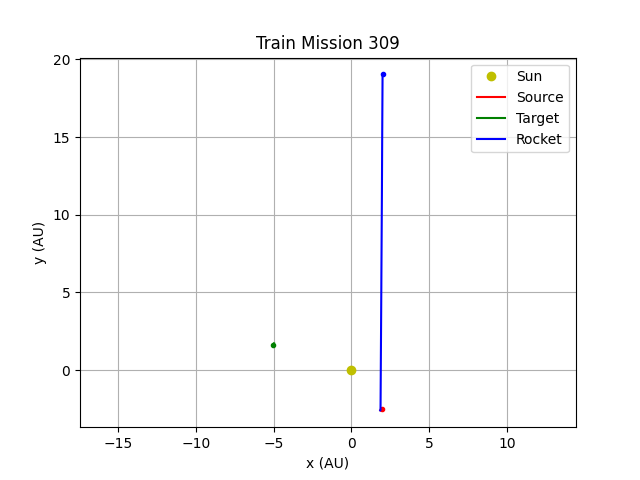 Train Mission 309
20
15
10
5
0
y (AU)
−15
−10
−5
0
5
10
x (AU)
Sun
Source
Target
Rocket